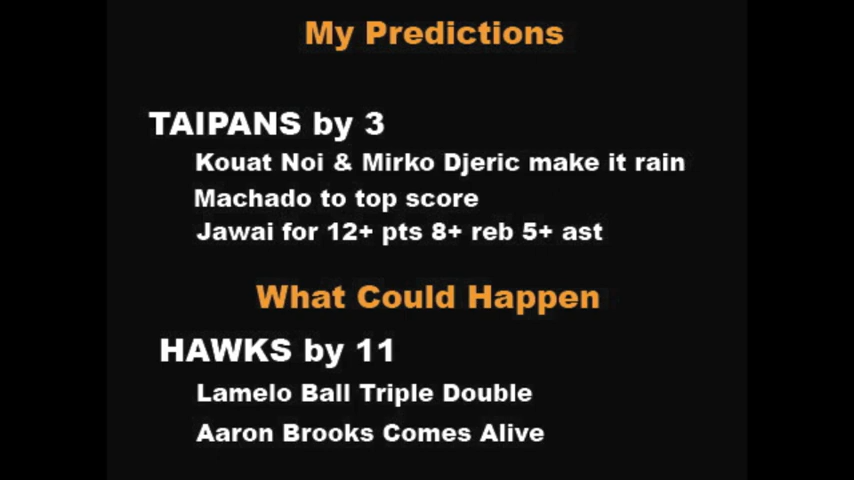 My Predictions
TAIPANS by 3
Kouat Noi & Mirko Djeric make it rain
Machado to top score
Jawai for 12+ pts 8+ reb 5+ ast
What Could Happen
HAWKS by 11
Lamelo Ball Triple Double
Aaron Brooks Comes Alive